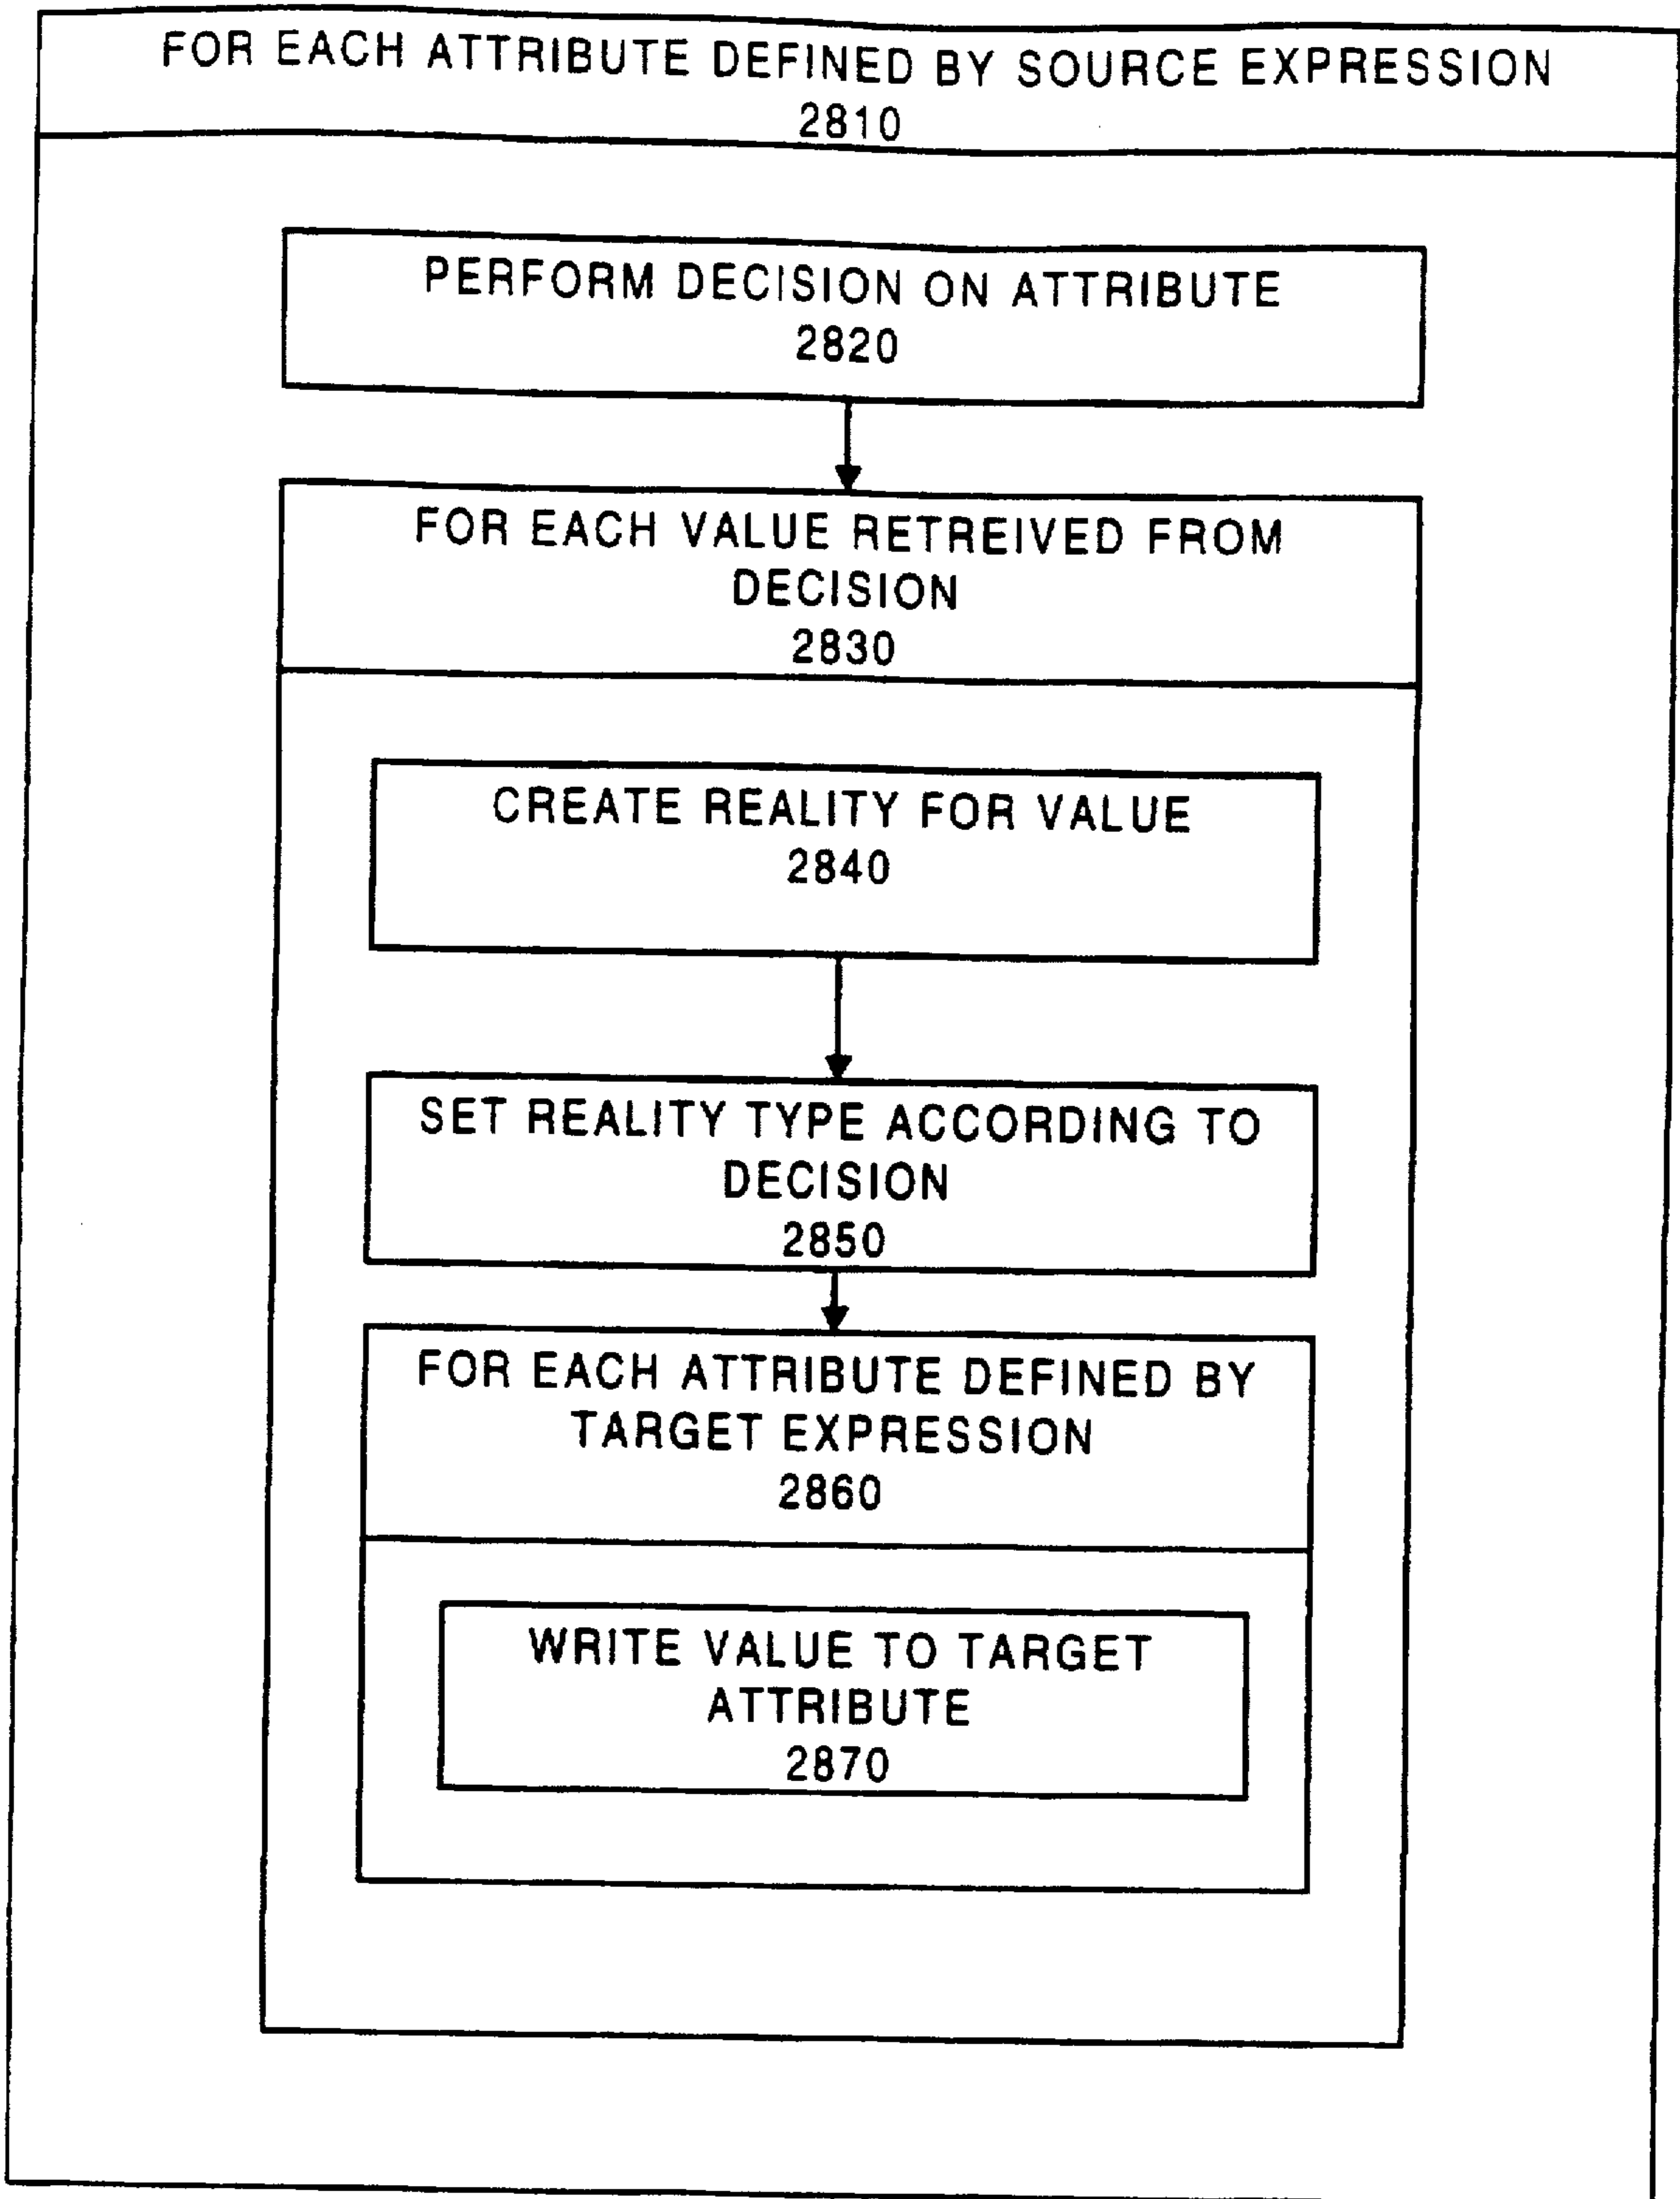 FOR EACH ATTRIBUTE DEFINED BY SOURCE EXPRESSION
2810
PERFORM DECISION ON ATTRIBUTE
2820
FOR EACH VALUE RETREIVED FROM
DECISION
2830
CREATE REALITY FOR VALUE
2840
SET REALITY TYPE ACCORDING TO
DECISION
2850
FOR EACH ATTRIBUTE DEFINED BY
TARGET EXPRESSION
2860
WRITE VALUE TO TARGET
ATTRIBUTE
2870